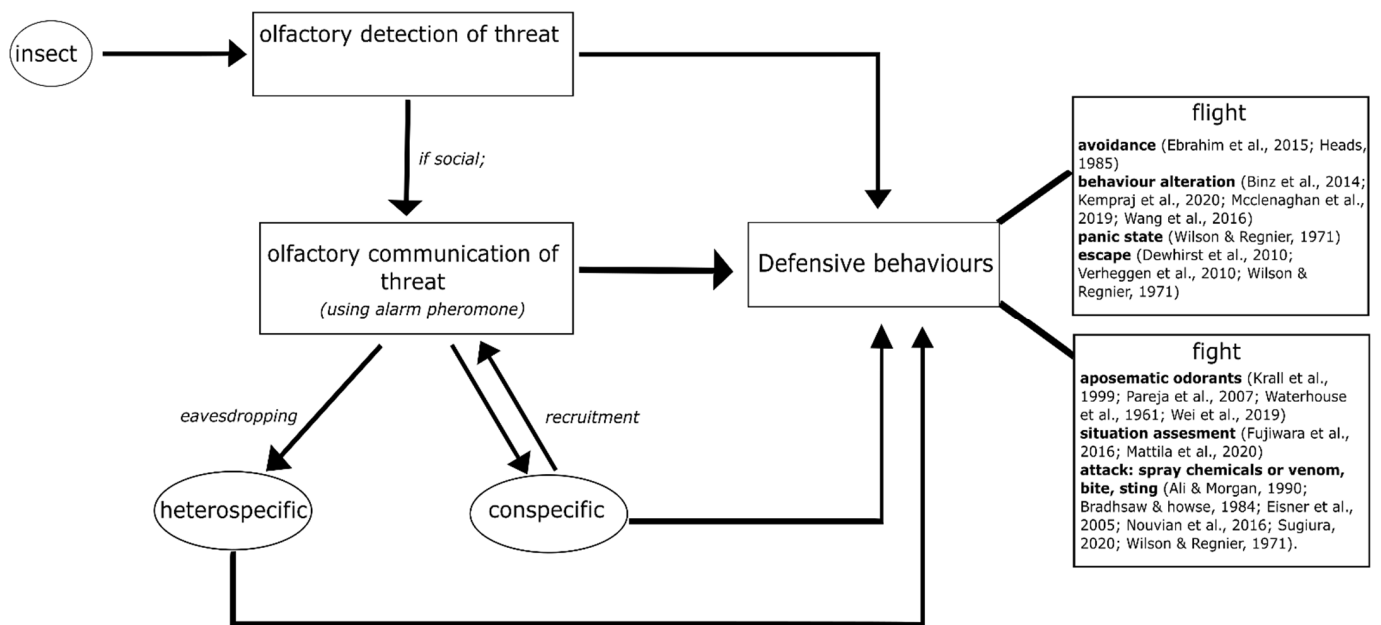 insect
olfactory detection of threat
if social;
olfactory communication of
threat
(using alarm pheromone)
eavesdropping
recruitment
heterospecific
conspecific
Defensive behaviours
flight
avoidance (Ebrahim et al., 2015; Heads,
1985)
behaviour alteration (Binz et al., 2014;
Kempraj et al., 2020; Mcclenaghan et al.,
2019; Wang et al., 2016)
panic state (Wilson & Regnier, 1971)
escape (Dewhirst et al., 2010;
Verheggen et al., 2010; Wilson &
Regnier, 1971)
fight
aposematic odorants (Krall et al.,
1999; Pareja et al., 2007; Waterhouse
et al., 1961; Wei et al., 2019)
situation assesment (Fujiwara et al.,
2016; Mattila et al., 2020)
attack: spray chemicals or venom,
bite, sting (Ali & Morgan, 1990;
Bradhsaw & howse, 1984; Eisner et al.,
2005; Nouvian et al., 2016; Sugiura,
2020; Wilson & Regnier, 1971).